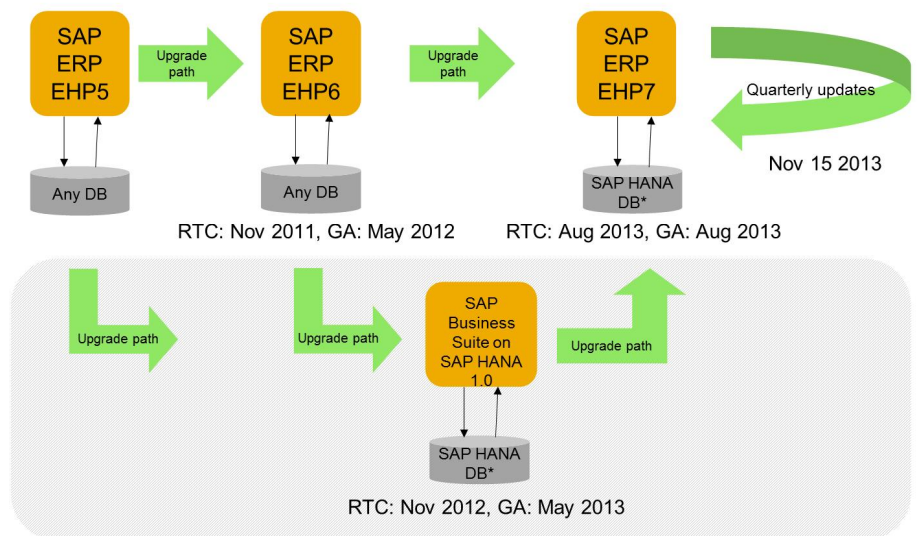 SAP
ERP
EHP5
Upgrade
path
SAP
ERP
EHP6
Upgrade
path
SAP
ERP
EHP7
Quarterly updates
Nov 15 2013
Any DB
Any DB
SAP HANA
DB*
RTC: Nov 2011, GA: May 2012
RTC: Aug 2013, GA: Aug 2013
Upgrade path
Upgrade path
SAP
Business
Suite on
SAP HANA
1.0
Upgrade path
SAP HANA
DB*
RTC: Nov 2012, GA: May 2013